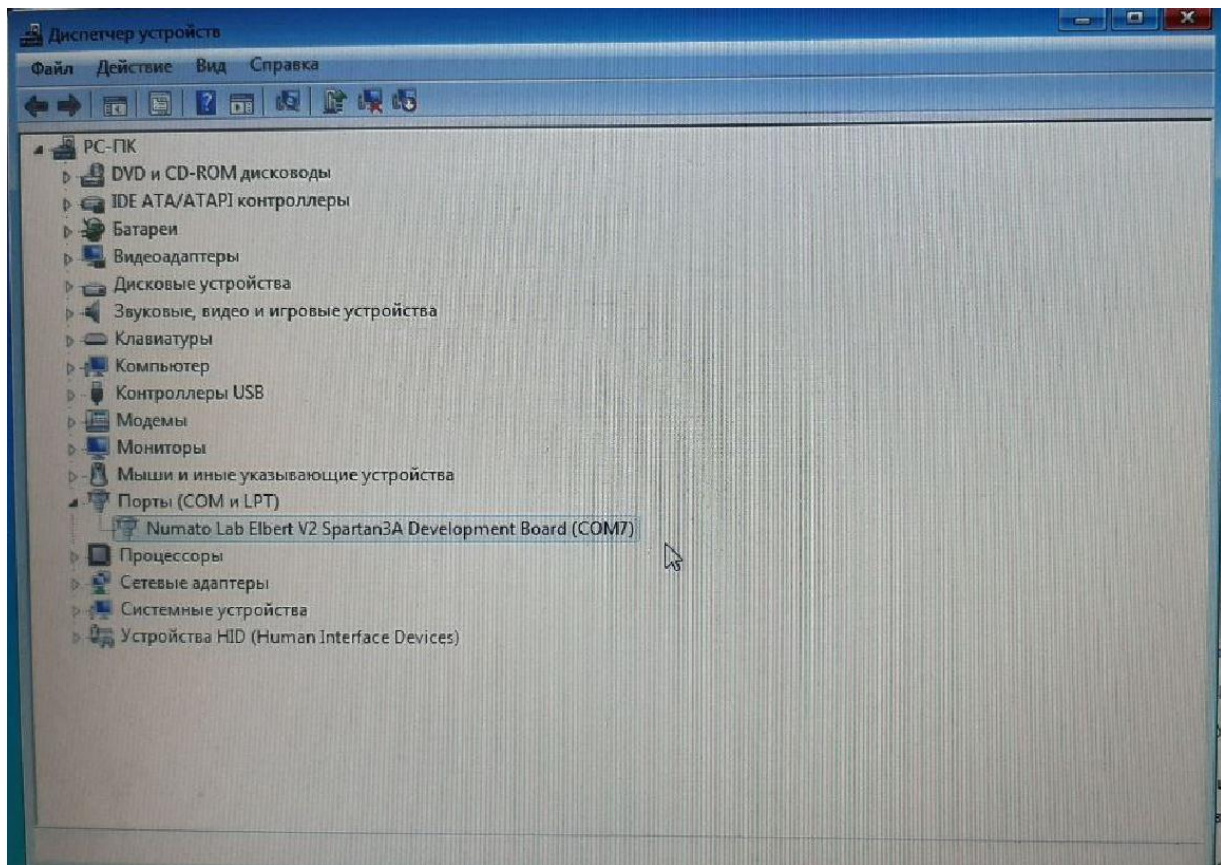 Диспетчер устройств
Файл Действие Вид Справка
PC-ПК
DVD и CD-ROM дисководы
IDE ATA/ATAPI контроллеры
Батареи
Видеоадаптеры
Дисковые устройства
Звуковые, видео и игровые устройства
Клавиатуры
Компьютер
Контроллеры USB
Модемы
Мониторы
Мыши и иные указывающие устройства
Порты (COM и LPT)
Numato Lab Elbert V2 Spartan3A Development Board (COM7)
Процессоры
Сетевые адаптеры
Системные устройства
Устройства HID (Human Interface Devices)